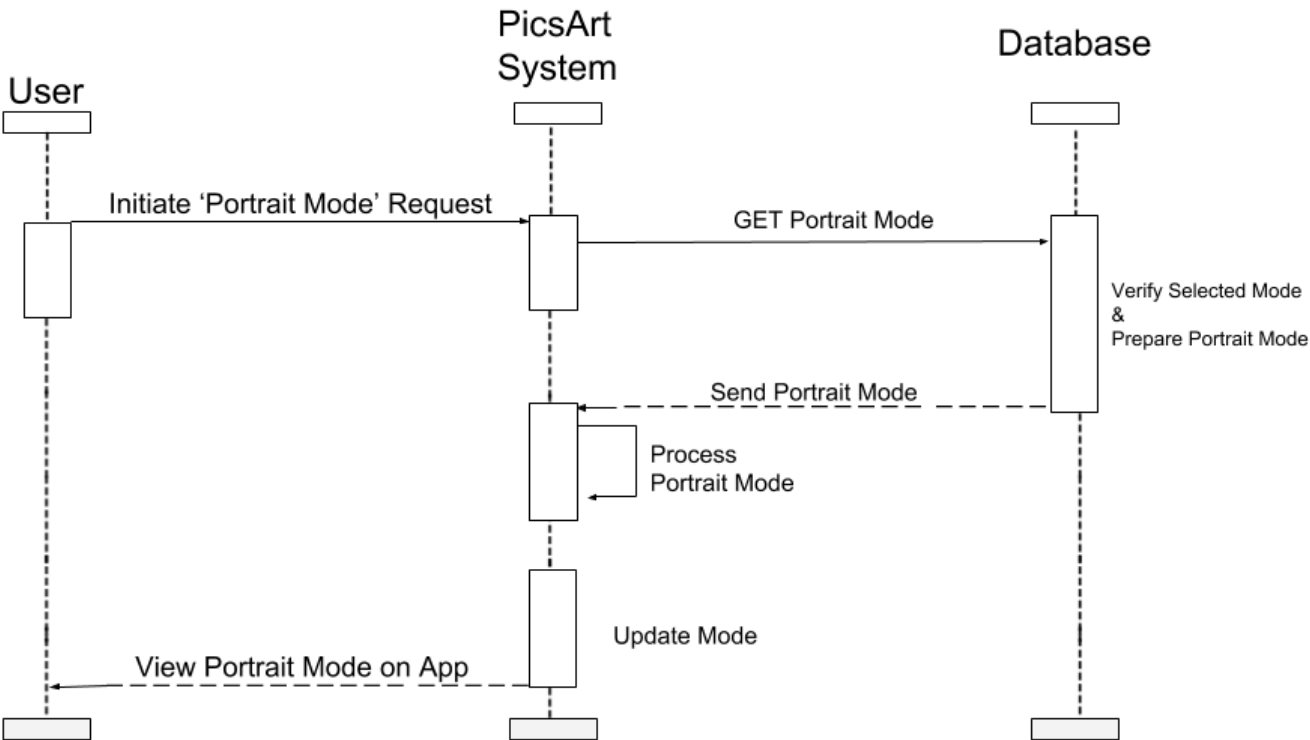 PicsArt
System
Database
User
Initiate ‘Portrait Mode’ Request
GET Portrait Mode
Verify Selected Mode
&
Prepare Portrait Mode
Send Portrait Mode
Process
Portrait Mode
Update Mode
View Portrait Mode on App